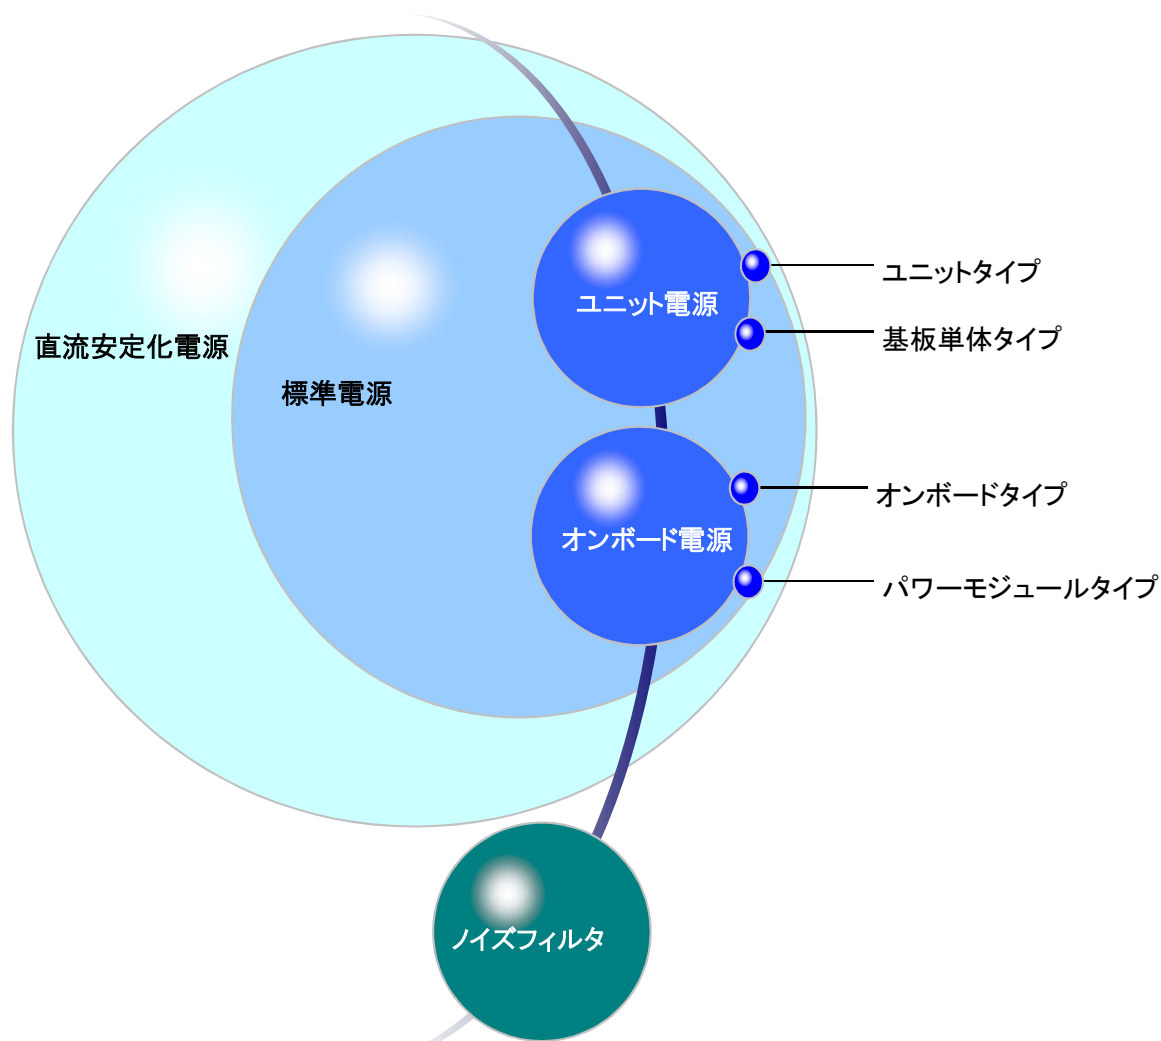 ユニットタイプ
ユニット電源
基板単体タイプ
直流安定化電源
標準電源
オンボードタイプ
オンボード電源
パワーモジュールタイプ
ノイズフィルタ